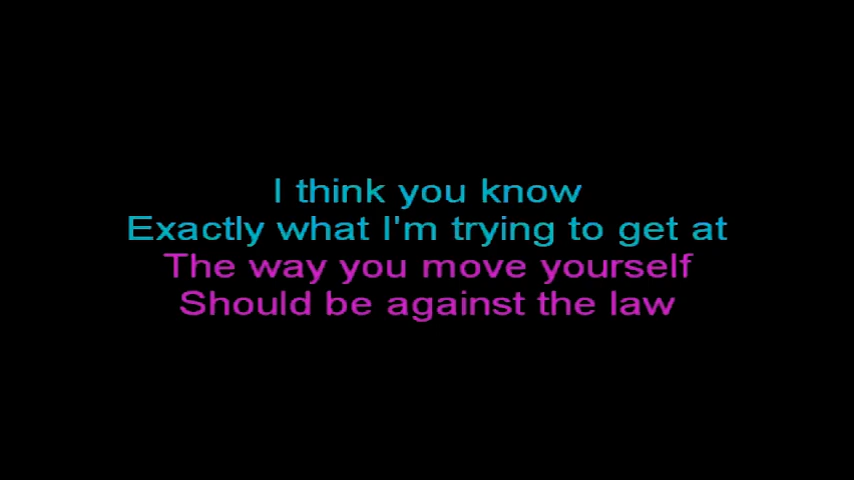 I think you know
Exactly what I'm trying to get at
The way you move yourself
Should be against the law